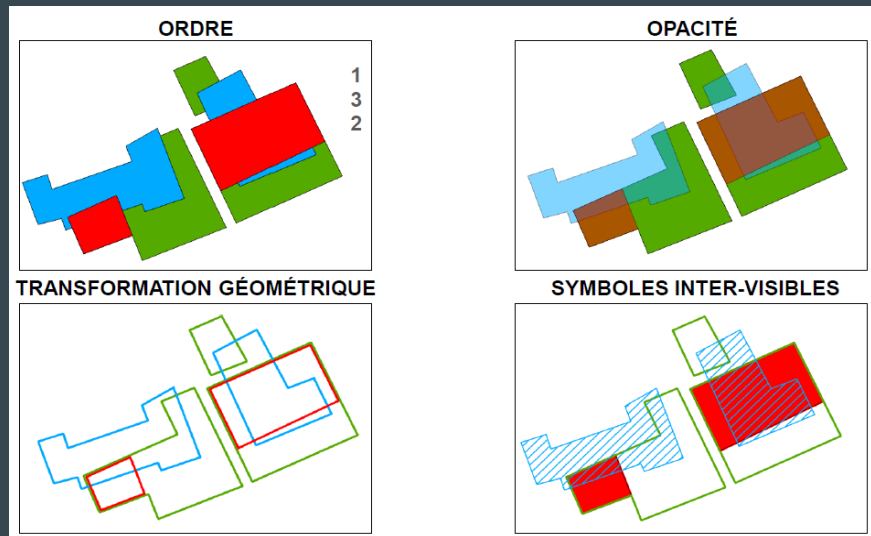 ORDRE
1
3
2
OPACITÉ
TRANSFORMATION GÉOMÉTRIQUE
SYMBOLES INTER-VISIBLES